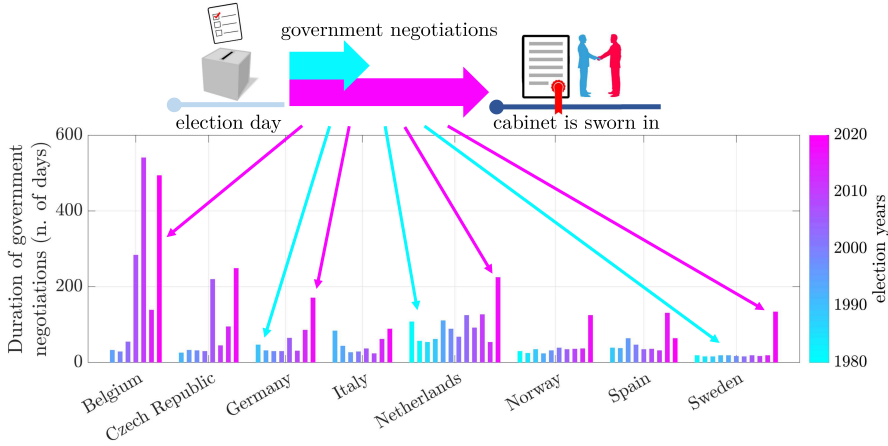 government negotiations
election day
cabinet is sworn in
Duration of government
negotiations (n. of days)
600
400
200
0
Belgium
Czech Republic
Germany
Italy
Netherlands
Norway
Spain
Sweden
2020
2010
2000
1990
1980
election years